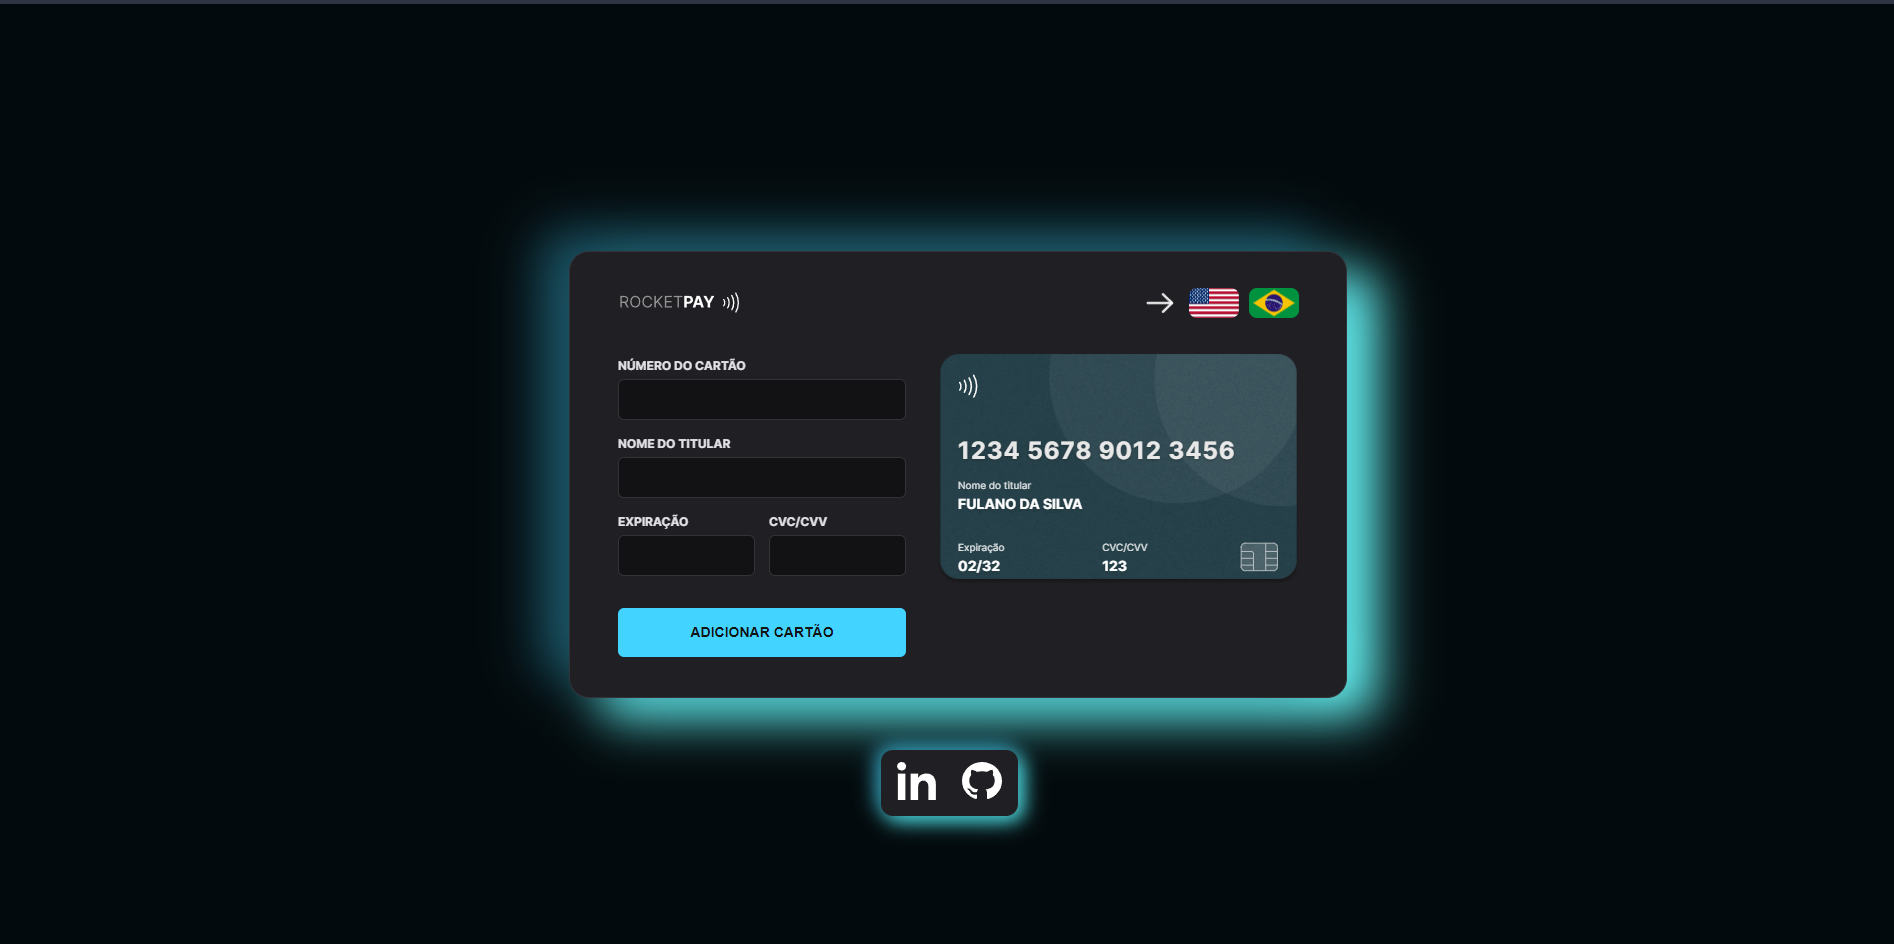 ROCKETPAY
NÚMERO DO CARTÃO
NOME DO TITULAR
EXPIRAÇÃO CVC/CVV
ADICIONAR CARTÃO
1234 5678 9012 3456
Nome do titular
FULANO DA SILVA
Expiração CVC/CVV
02/32 123
in